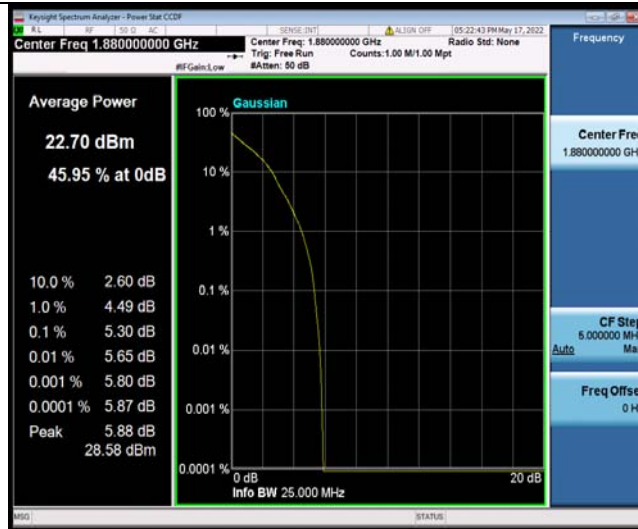 Keysight Spectrum Analyzer - Power Stat CCDF
RL RF 50 Ω AC SENSE:INT ALIGN OFF 05:22:43 PM May 17, 2022
Center Freq 1.880000000 GHz
Center Freq: 1.880000000 GHz Radio Std: None
Trig: Free Run Counts:1.00 M/1.00 Mpt
#IFGain:Low #Atten: 50 dB
Frequency
Average Power
22.70 dBm
45.95 % at 0dB
10.0 % 2.60 dB
1.0 % 4.49 dB
0.1 % 5.30 dB
0.01 % 5.65 dB
0.001 % 5.80 dB
0.0001 % 5.87 dB
Peak 5.88 dB
28.58 dBm
Gaussian
100 %
10 %
1 %
0.1 %
0.01 %
0.001 %
0.0001 %
0 dB 20 dB
Info BW 25.000 MHz
Center Fre
1.880000000 GH
CF Ste
5.000000 MH
Auto Ma
Freq Offse
0 H
MSG STATUS